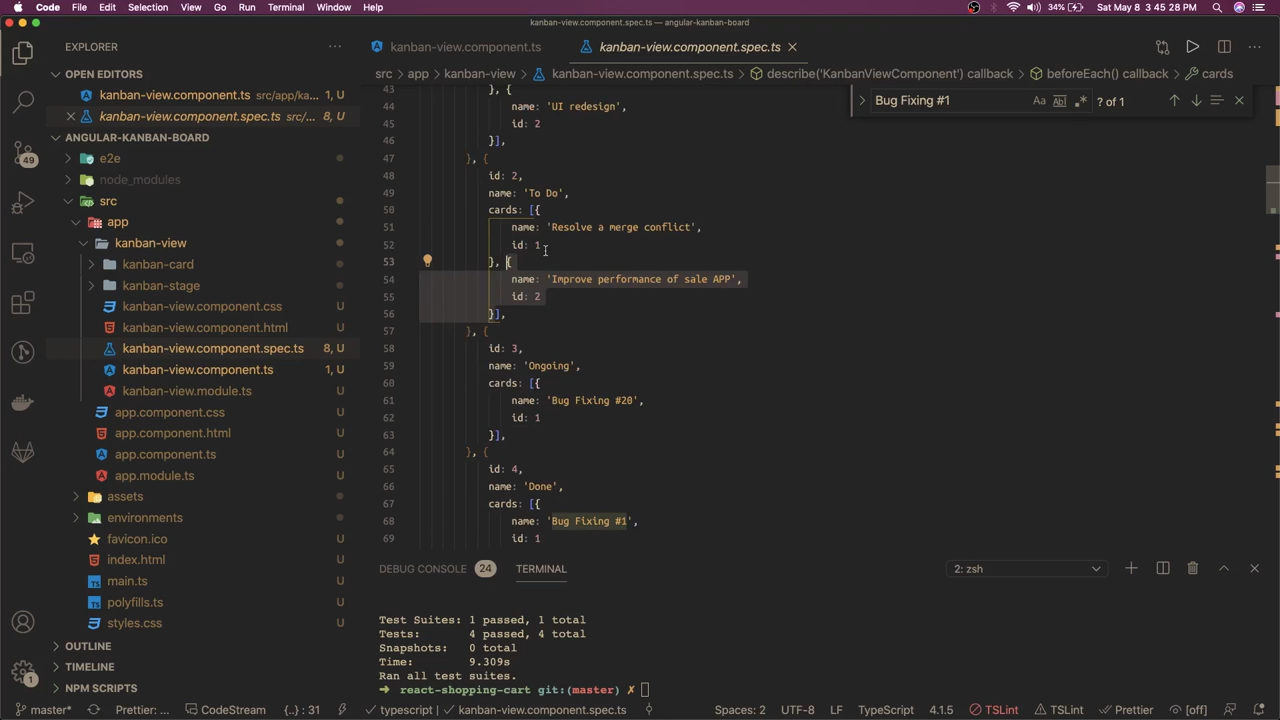 Code File Edit Selection View Go Run Terminal Window Help
34% Sat May 8 3:45:28 PM
kanban-view.component.spec.ts — angular-kanban-board
EXPLORER
kanban-view.component.ts
kanban-view.component.spec.ts
OPEN EDITORS
src › app › kanban-view › kanban-view.component.spec.ts › describe('KanbanViewComponent') callback › beforeEach() callback › cards
kanban-view.component.ts src/app/ka... 1, U
kanban-view.component.spec.ts src/... 8, U
Bug Fixing #1
Aa
Abl
? of 1
ANGULAR-KANBAN-BOARD
e2e
node_modules
src
app
kanban-view
kanban-card
kanban-stage
kanban-view.component.css U
kanban-view.component.html U
kanban-view.component.spec.ts 8, U
kanban-view.component.ts 1, U
kanban-view.module.ts U
app.component.css U
app.component.html U
app.component.ts U
app.module.ts U
assets
environments
favicon.ico U
index.html U
main.ts U
polyfills.ts U
styles.css U
OUTLINE
TIMELINE
NPM SCRIPTS
49
1
43 }, {
44 name: 'UI redesign',
45 id: 2
46 }],
47 }, {
48 id: 2,
49 name: 'To Do',
50 cards: [{
51 name: 'Resolve a merge conflict',
52 id: 1
53 }, {
54 name: 'Improve performance of sale APP',
55 id: 2
56 }],
57 }, {
58 id: 3,
59 name: 'Ongoing',
60 cards: [{
61 name: 'Bug Fixing #20',
62 id: 1
63 }],
64 }, {
65 id: 4,
66 name: 'Done',
67 cards: [{
68 name: 'Bug Fixing #1',
69 id: 1
DEBUG CONSOLE 24 TERMINAL 2: zsh
Test Suites: 1 passed, 1 total
Tests: 4 passed, 4 total
Snapshots: 0 total
Time: 9.309s
Ran all test suites.
➜ react-shopping-cart git:(master) ✗
master* Prettier: ... CodeStream {..} : 31 typescript | kanban-view.component.spec.ts Spaces: 2 UTF-8 LF TypeScript 4.1.5 TSLint TSLint Prettier